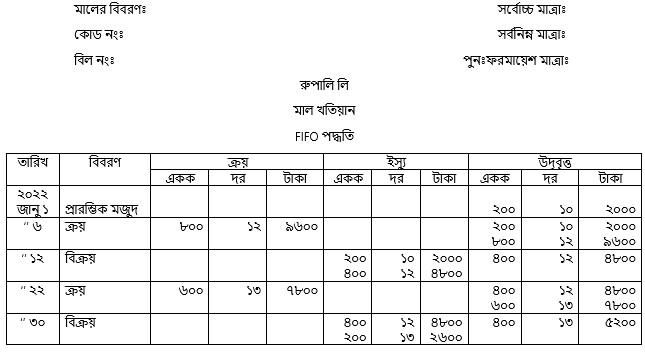 মালের বিবরণঃ সর্বোচ্চ মাত্রাঃ
কোড নংঃ সর্বনিম্ন মাত্রাঃ
বিল নংঃ পুনঃফরমায়েশ মাত্রাঃ
রুপালি লি
মাল খতিয়ান
FIFO পদ্ধতি
তারিখ বিবরণ ক্রয় ইস্যু উদ্বৃত্ত
একক দর টাকা একক দর টাকা একক দর টাকা
২০২২
জানু ১ প্রারম্ভিক মজুদ ২০০ ১০ ২০০০
“ ৬ ক্রয় ৮০০ ১২ ৯৬০০ ২০০ ১০ ২০০০
৮০০ ১২ ৯৬০০
“ ১২ বিক্রয় ২০০ ১০ ২০০০ ৪০০ ১২ ৪৮০০
৪০০ ১২ ৪৮০০
“ ২২ ক্রয় ৬০০ ১৩ ৭৮০০ ৪০০ ১২ ৪৮০০
৬০০ ১৩ ৭৮০০
“ ৩০ বিক্রয় ৪০০ ১২ ৪৮০০ ৪০০ ১৩ ৫২০০
২০০ ১৩ ২৬০০